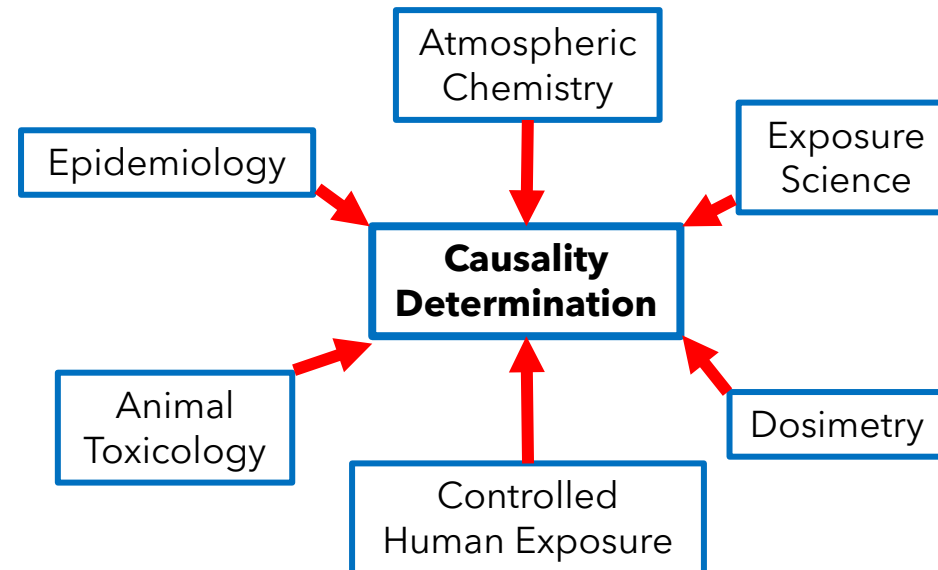 Atmospheric
Chemistry
Epidemiology
Exposure
Science
Causality
Determination
Animal
Toxicology
Dosimetry
Controlled
Human Exposure